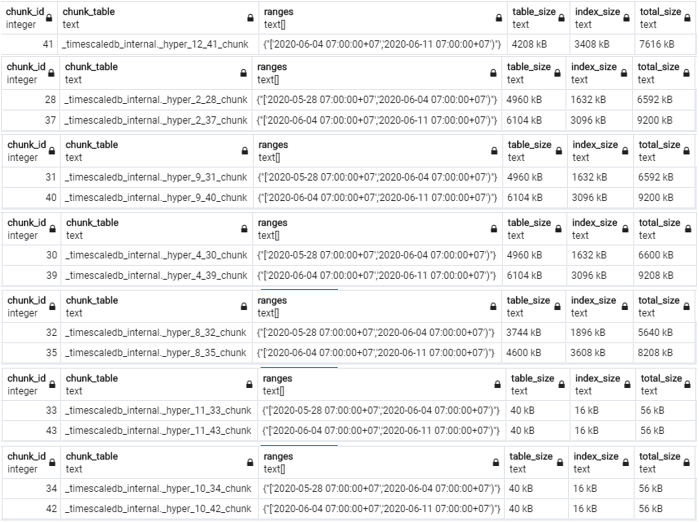 chunk_id chunk_table ranges table_size index_size total_size
integer text text[] text text text
41 _timescaledb_internal._hyper_12_41_chunk {"['2020-06-04 07:00:00+07','2020-06-11 07:00:00+07')"} 4208 kB 3408 kB 7616 kB
chunk_id chunk_table ranges table_size index_size total_size
integer text text[] text text text
28 _timescaledb_internal._hyper_2_28_chunk {"['2020-05-28 07:00:00+07','2020-06-04 07:00:00+07')"} 4960 kB 1632 kB 6592 kB
37 _timescaledb_internal._hyper_2_37_chunk {"['2020-06-04 07:00:00+07','2020-06-11 07:00:00+07')"} 6104 kB 3096 kB 9200 kB
chunk_id chunk_table ranges table_size index_size total_size
integer text text[] text text text
31 _timescaledb_internal._hyper_9_31_chunk {"['2020-05-28 07:00:00+07','2020-06-04 07:00:00+07')"} 4960 kB 1632 kB 6592 kB
40 _timescaledb_internal._hyper_9_40_chunk {"['2020-06-04 07:00:00+07','2020-06-11 07:00:00+07')"} 6104 kB 3096 kB 9200 kB
chunk_id chunk_table ranges table_size index_size total_size
integer text text[] text text text
30 _timescaledb_internal._hyper_4_30_chunk {"['2020-05-28 07:00:00+07','2020-06-04 07:00:00+07')"} 4960 kB 1632 kB 6600 kB
39 _timescaledb_internal._hyper_4_39_chunk {"['2020-06-04 07:00:00+07','2020-06-11 07:00:00+07')"} 6104 kB 3096 kB 9208 kB
chunk_id chunk_table ranges table_size index_size total_size
integer text text[] text text text
32 _timescaledb_internal._hyper_8_32_chunk {"['2020-05-28 07:00:00+07','2020-06-04 07:00:00+07')"} 3744 kB 1896 kB 5640 kB
35 _timescaledb_internal._hyper_8_35_chunk {"['2020-06-04 07:00:00+07','2020-06-11 07:00:00+07')"} 4600 kB 3608 kB 8208 kB
chunk_id chunk_table ranges table_size index_size total_size
integer text text[] text text text
33 _timescaledb_internal._hyper_11_33_chunk {"['2020-05-28 07:00:00+07','2020-06-04 07:00:00+07')"} 40 kB 16 kB 56 kB
43 _timescaledb_internal._hyper_11_43_chunk {"['2020-06-04 07:00:00+07','2020-06-11 07:00:00+07')"} 40 kB 16 kB 56 kB
chunk_id chunk_table ranges table_size index_size total_size
integer text text[] text text text
34 _timescaledb_internal._hyper_10_34_chunk {"['2020-05-28 07:00:00+07','2020-06-04 07:00:00+07')"} 40 kB 16 kB 56 kB
42 _timescaledb_internal._hyper_10_42_chunk {"['2020-06-04 07:00:00+07','2020-06-11 07:00:00+07')"} 40 kB 16 kB 56 kB